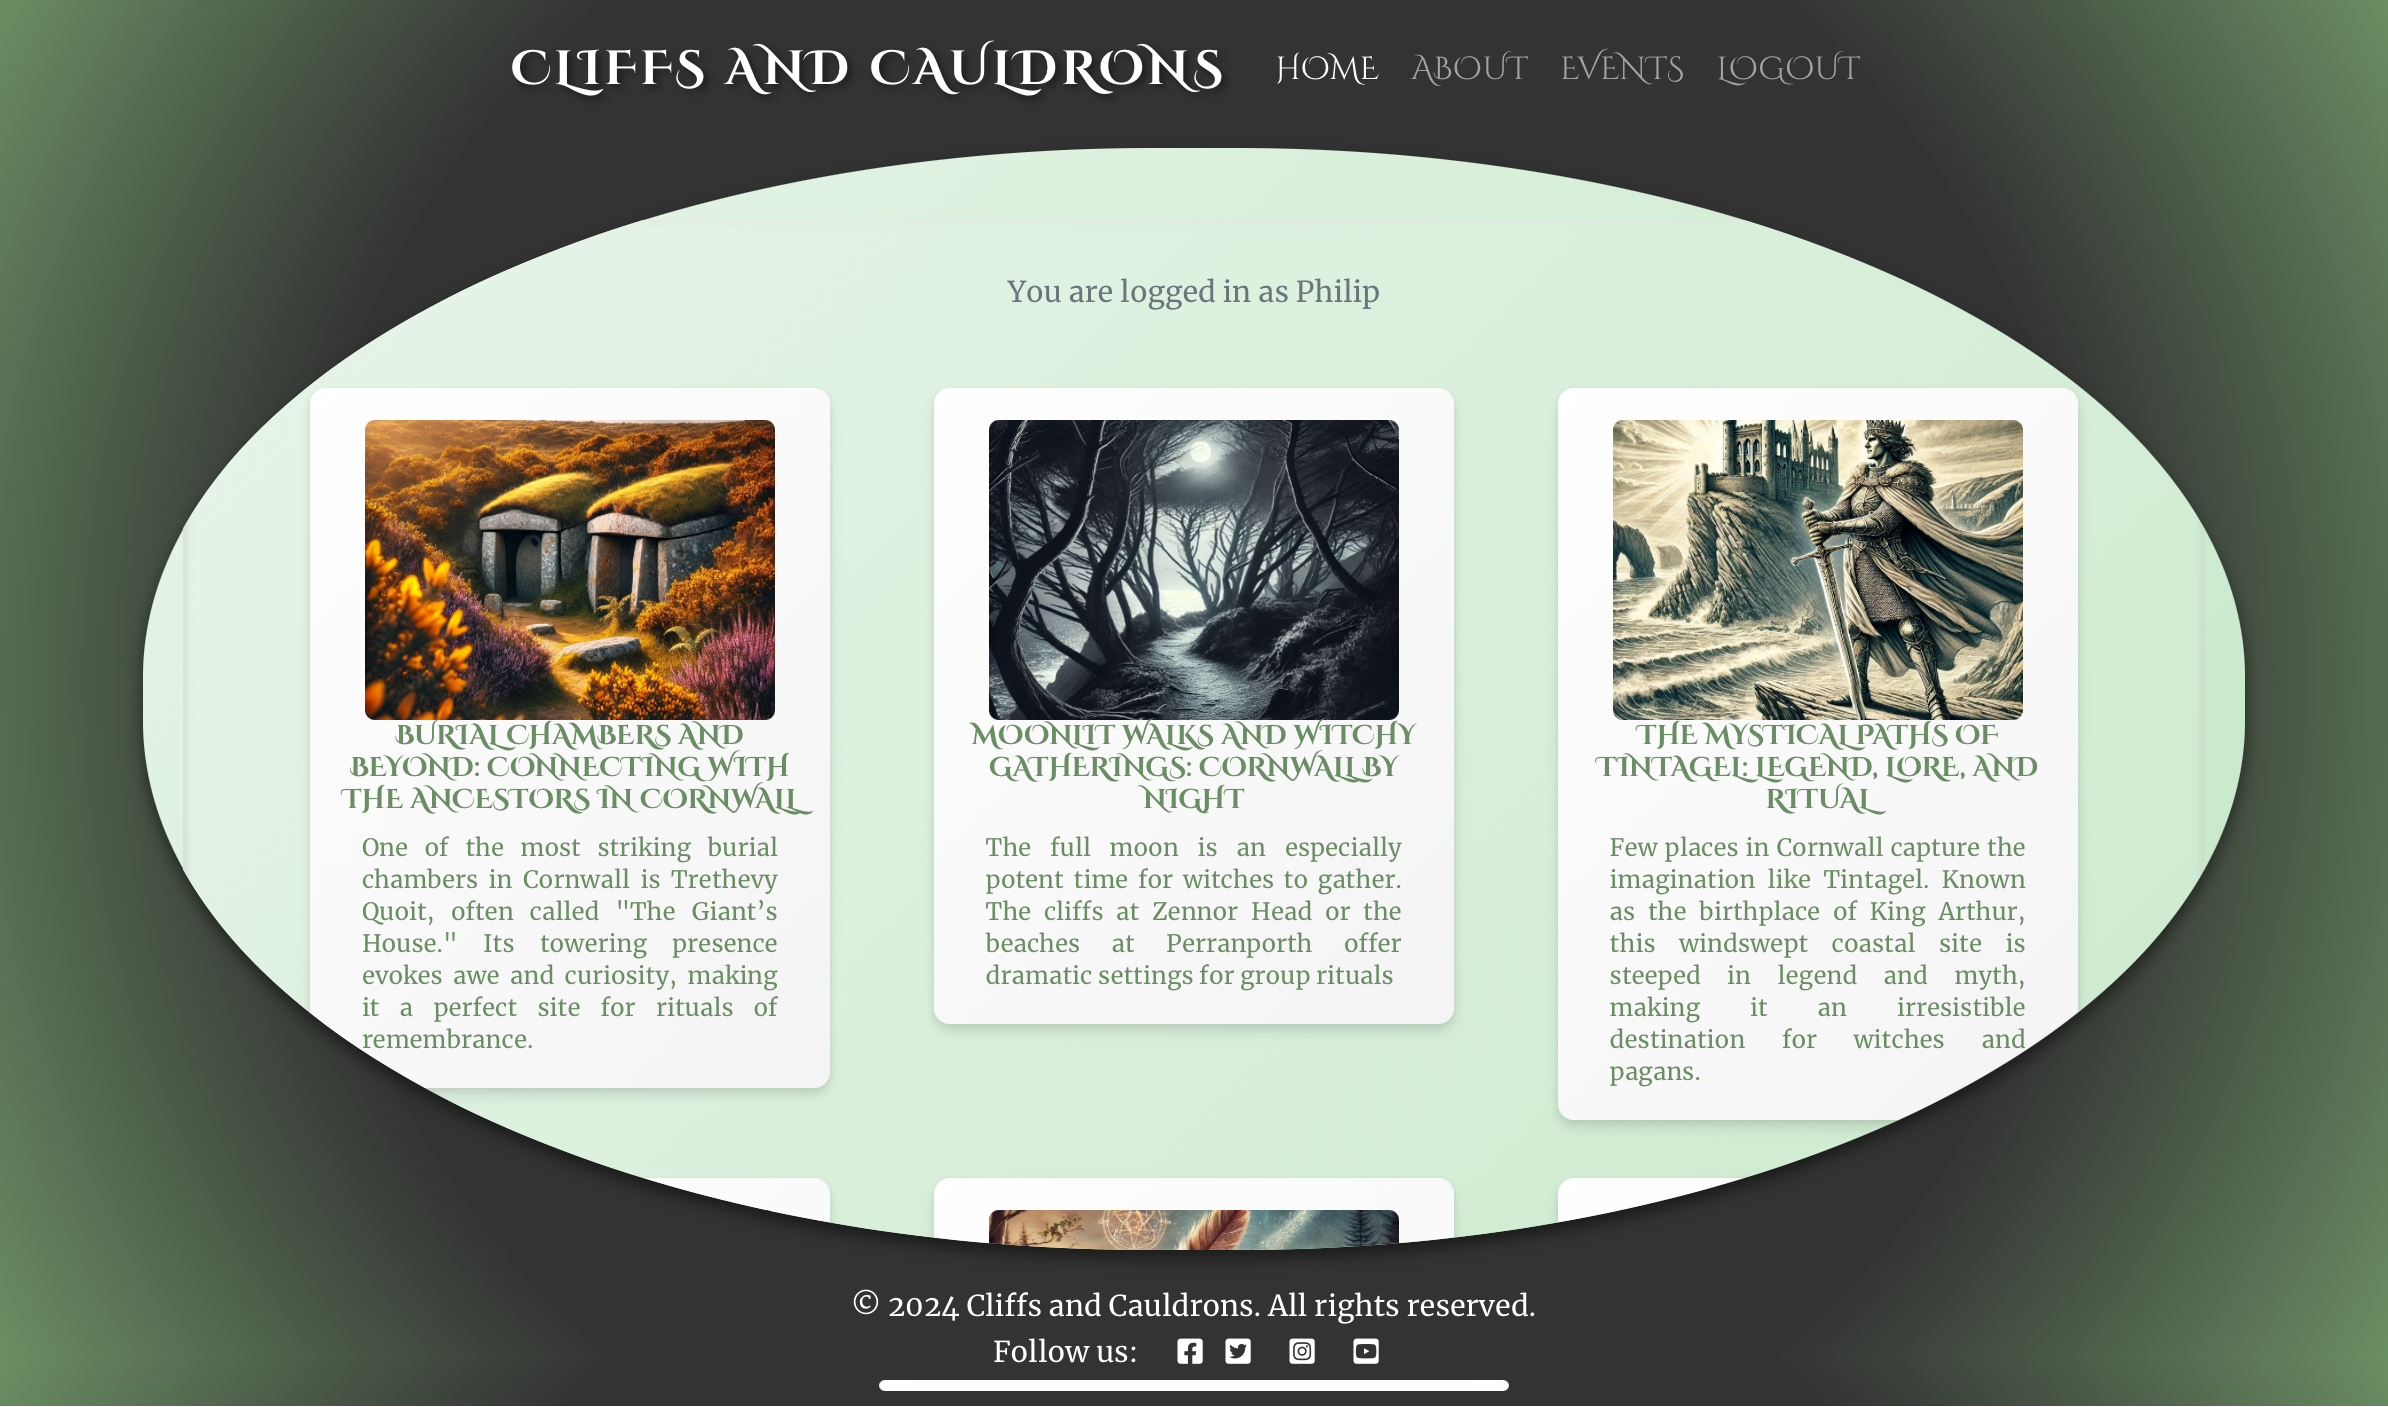 CLIFFS AND CAULDRONS HOME ABOUT EVENTS LOGOUT
You are logged in as Philip
BURIAL CHAMBERS AND
BEYOND: CONNECTING WITH
THE ANCESTORS IN CORNWALL
One of the most striking burial
chambers in Cornwall is Trethevy
Quoit, often called "The Giant’s
House." Its towering presence
evokes awe and curiosity, making
it a perfect site for rituals of
remembrance.
MOONLIT WALKS AND WITCHY
GATHERINGS: CORNWALL BY
NIGHT
The full moon is an especially
potent time for witches to gather.
The cliffs at Zennor Head or the
beaches at Perranporth offer
dramatic settings for group rituals
THE MYSTICAL PATHS OF
TINTAGEL: LEGEND, LORE, AND
RITUAL
Few places in Cornwall capture the
imagination like Tintagel. Known
as the birthplace of King Arthur,
this windswept coastal site is
steeped in legend and myth,
making it an irresistible
destination for witches and
pagans.
© 2024 Cliffs and Cauldrons. All rights reserved.
Follow us: